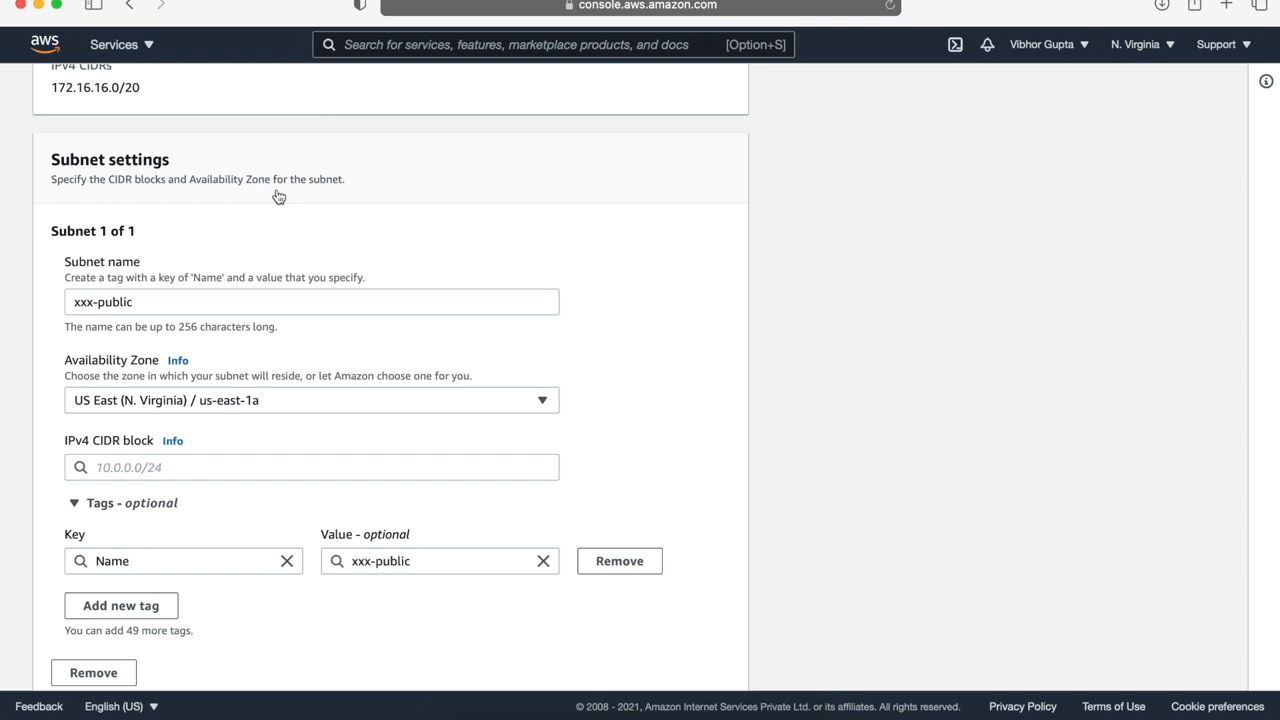 console.aws.amazon.com
aws Services Search for services, features, marketplace products, and docs [Option+S] Vibhor Gupta N. Virginia Support
IPv4 CIDRs
172.16.16.0/20
Subnet settings
Specify the CIDR blocks and Availability Zone for the subnet.
Subnet 1 of 1
Subnet name
Create a tag with a key of 'Name' and a value that you specify.
xxx-public
The name can be up to 256 characters long.
Availability Zone Info
Choose the zone in which your subnet will reside, or let Amazon choose one for you.
US East (N. Virginia) / us-east-1a
IPv4 CIDR block Info
10.0.0.0/24
Tags - optional
Key Value - optional
Name xxx-public Remove
Add new tag
You can add 49 more tags.
Remove
Feedback English (US) © 2008 - 2021, Amazon Internet Services Private Ltd. or its affiliates. All rights reserved. Privacy Policy Terms of Use Cookie preferences